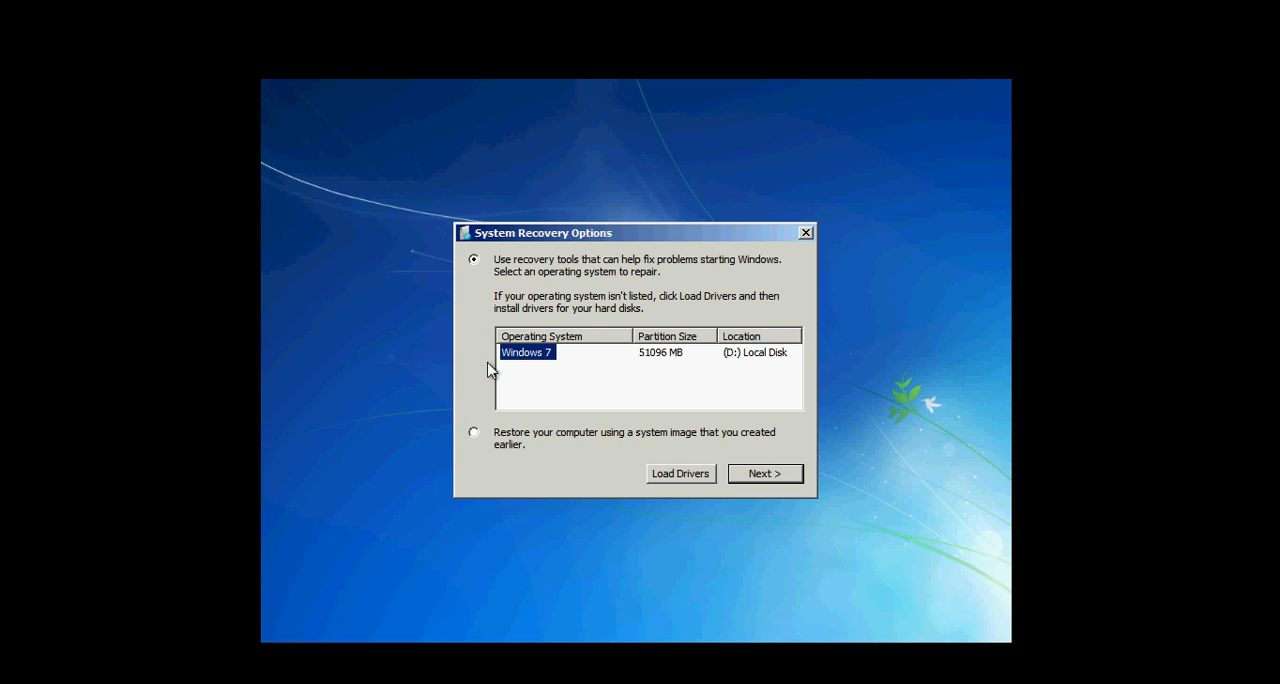 System Recovery Options
Use recovery tools that can help fix problems starting Windows.
Select an operating system to repair.
If your operating system isn't listed, click Load Drivers and then
install drivers for your hard disks.
Operating System Partition Size Location
Windows 7 51096 MB (D:) Local Disk
Restore your computer using a system image that you created
earlier.
Load Drivers Next >